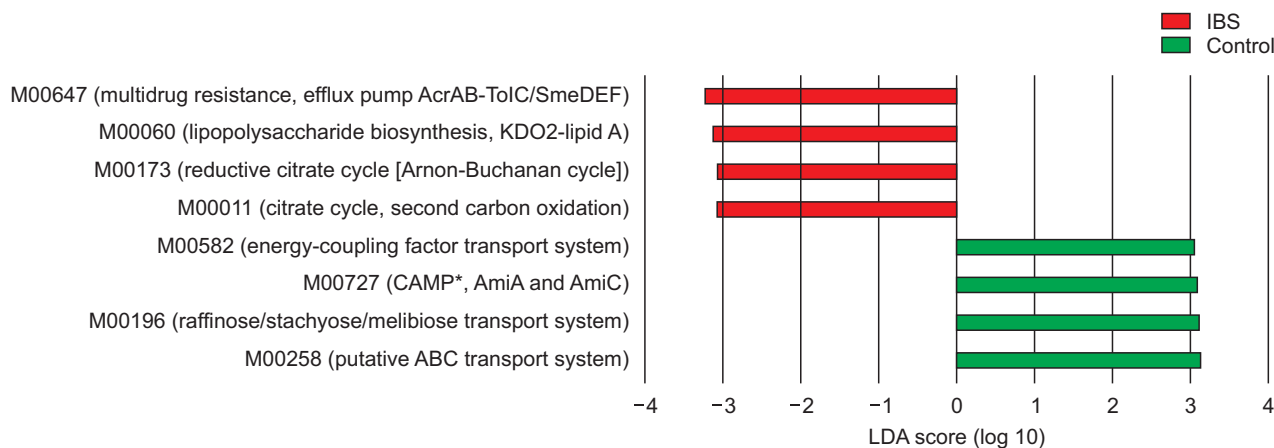 IBS
Control
M00647 (multidrug resistance, efflux pump AcrAB-TolC/SmeDEF)
M00060 (lipopolysaccharide biosynthesis, KDO2-lipid A)
M00173 (reductive citrate cycle [Arnon-Buchanan cycle])
M00011 (citrate cycle, second carbon oxidation)
M00582 (energy-coupling factor transport system)
M00727 (CAMP*, AmiA and AmiC)
M00196 (raffinose/stachyose/melibiose transport system)
M00258 (putative ABC transport system)
−4 −3 −2 −1 0 1 2 3 4
LDA score (log 10)